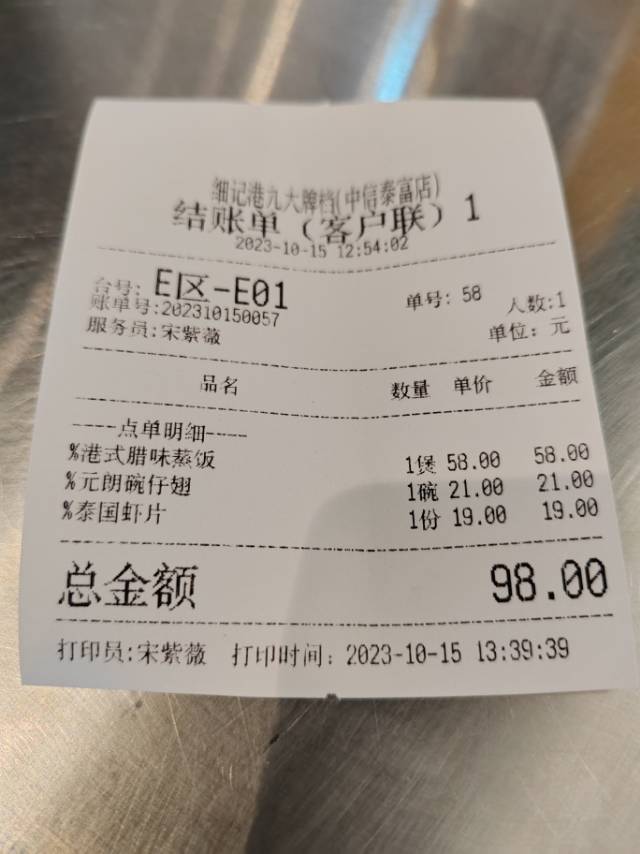 细记港九大牌档(中信泰富店)
结账单（客户联）1
2023-10-15 12:54:02
台号: E区-E01 单号: 58 人数:1
账单号:202310150057
服务员:宋紫薇 单位: 元
品名 数量 单价 金额
----点单明细----
%港式腊味蒸饭 1煲 58.00 58.00
%元朗碗仔翅 1碗 21.00 21.00
%泰国虾片 1份 19.00 19.00
总金额 98.00
打印员:宋紫薇 打印时间: 2023-10-15 13:39:39